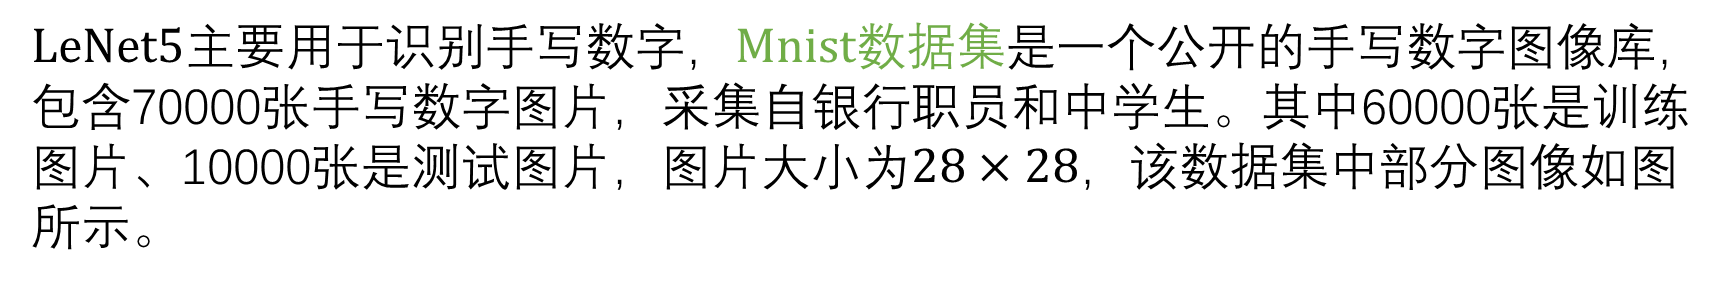 LeNet5主要用于识别手写数字，Mnist数据集是一个公开的手写数字图像库，
包含70000张手写数字图片，采集自银行职员和中学生。其中60000张是训练
图片、10000张是测试图片，图片大小为28 × 28，该数据集中部分图像如图
所示。